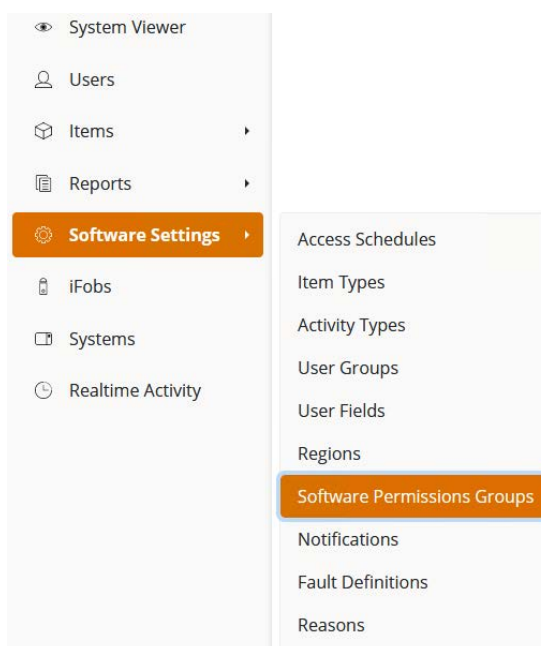 System Viewer
Users
Items
Reports
Software Settings
iFobs
Systems
Realtime Activity
Access Schedules
Item Types
Activity Types
User Groups
User Fields
Regions
Software Permissions Groups
Notifications
Fault Definitions
Reasons